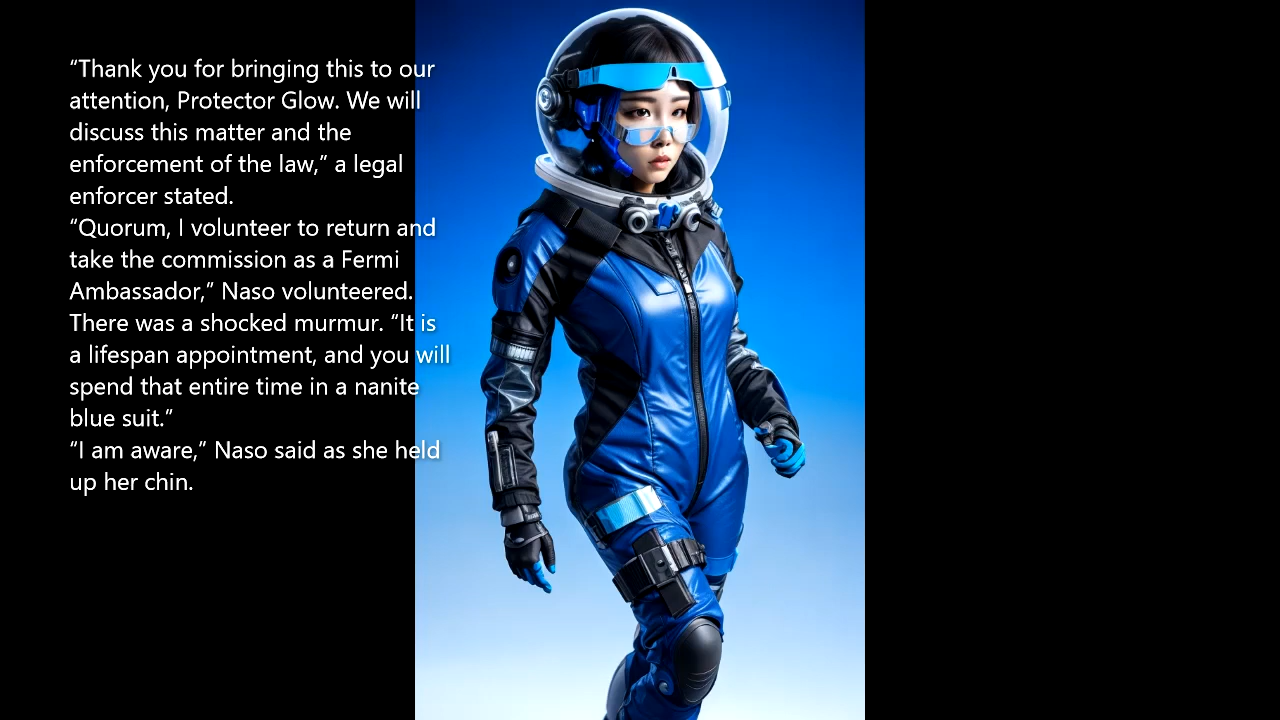 “Thank you for bringing this to our
attention, Protector Glow. We will
discuss this matter and the
enforcement of the law,” a legal
enforcer stated.
“Quorum, I volunteer to return and
take the commission as a Fermi
Ambassador,” Naso volunteered.
There was a shocked murmur. “It is
a lifespan appointment, and you will
spend that entire time in a nanite
blue suit.”
“I am aware,” Naso said as she held
up her chin.